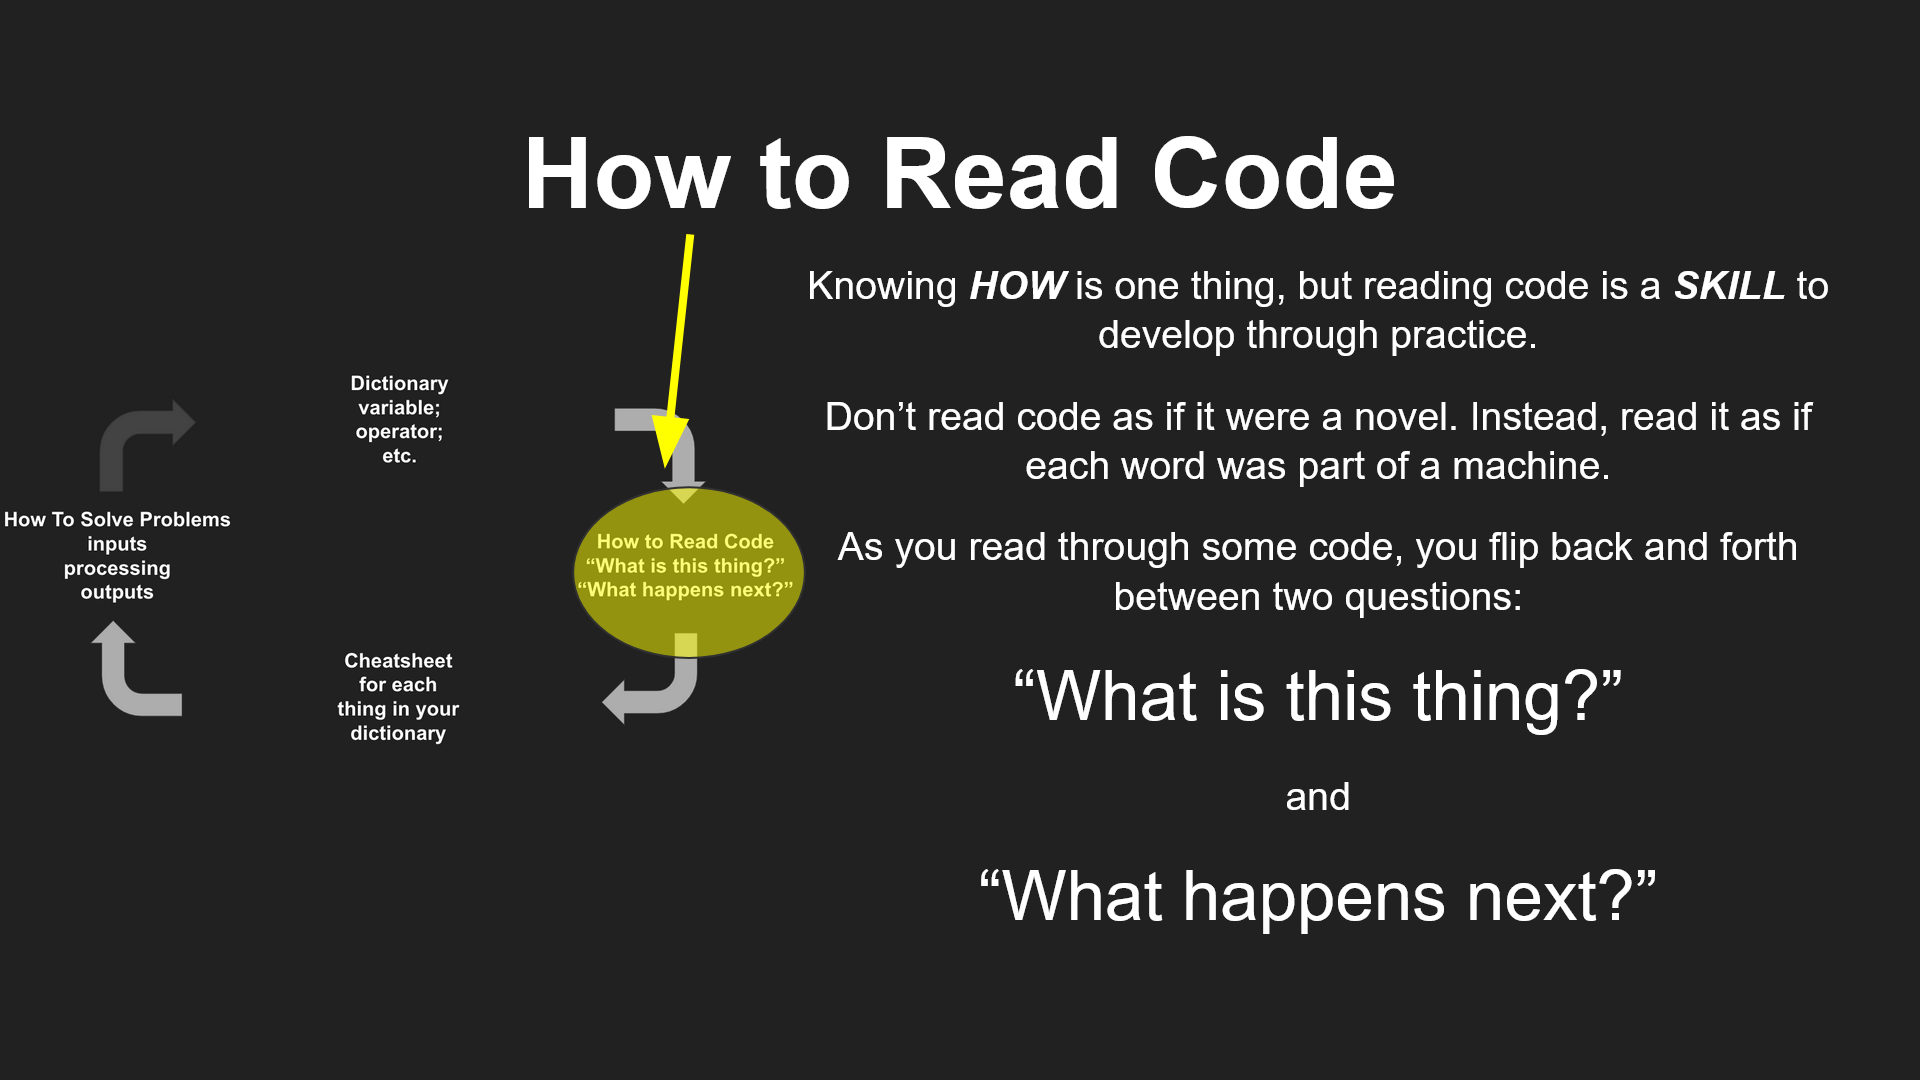 How to Read Code
Knowing HOW is one thing, but reading code is a SKILL to
develop through practice.
Don’t read code as if it were a novel. Instead, read it as if
each word was part of a machine.
As you read through some code, you flip back and forth
between two questions:
“What is this thing?”
and
“What happens next?”
Dictionary
variable;
operator;
etc.
How to Read Code
“What is this thing?”
“What happens next?”
Cheatsheet
for each
thing in your
dictionary
How To Solve Problems
inputs
processing
outputs